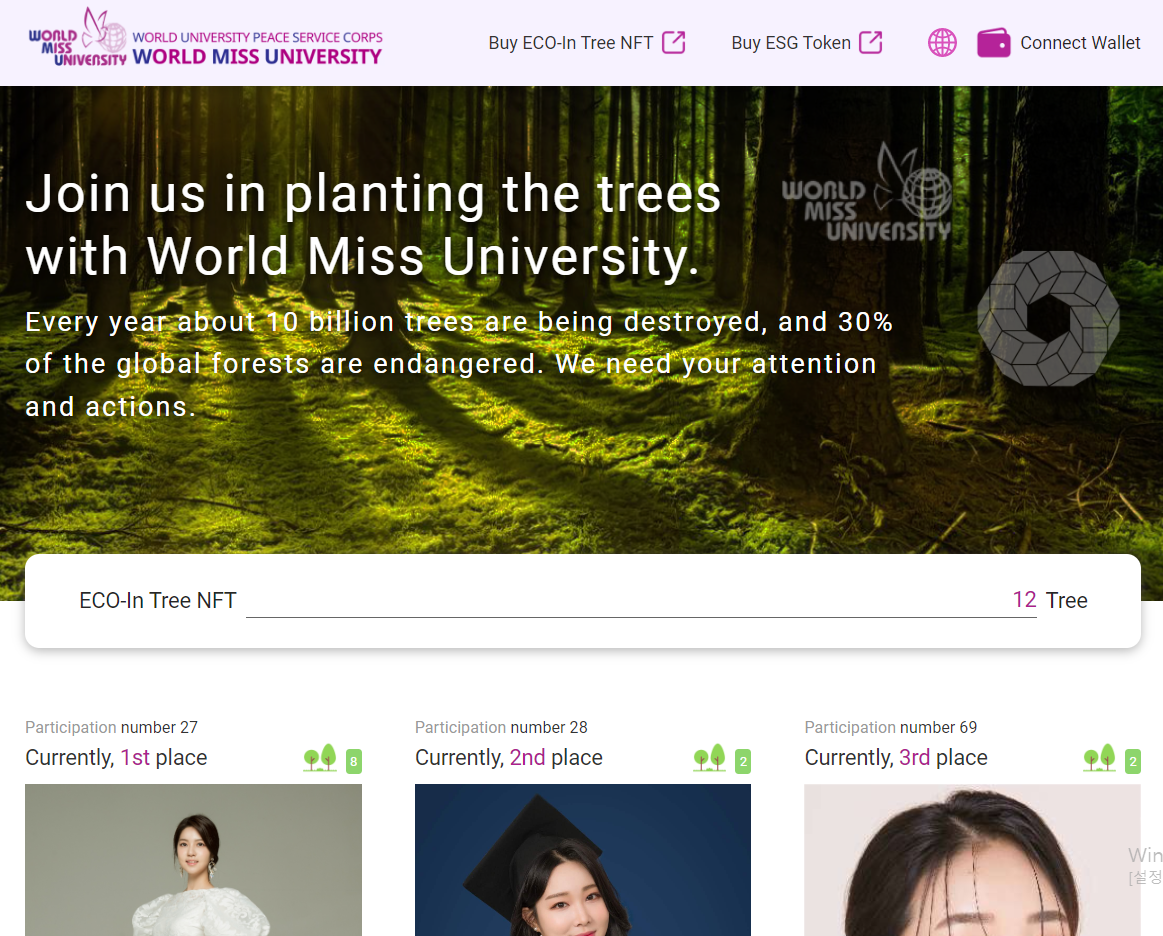 WORLD
MISS
UNIVERSITY
WORLD UNIVERSITY PEACE SERVICE CORPS
WORLD MISS UNIVERSITY
Buy ECO-In Tree NFT
Buy ESG Token
Connect Wallet
WORLD
MISS
UNIVERSITY
Join us in planting the trees
with World Miss University.
Every year about 10 billion trees are being destroyed, and 30%
of the global forests are endangered. We need your attention
and actions.
ECO-In Tree NFT 12 Tree
Participation number 27
Currently, 1st place 8
Participation number 28
Currently, 2nd place 2
Participation number 69
Currently, 3rd place 2
Win
[설정